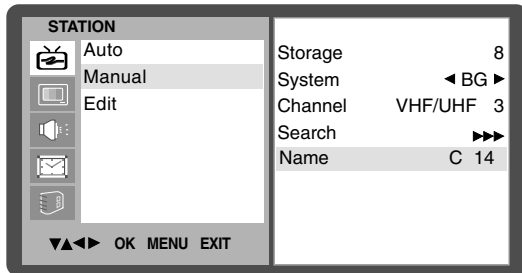 STATION
Auto
Manual
Edit
▼▲◄► OK MENU EXIT
Storage 8
System ◄ BG ►
Channel VHF/UHF 3
Search ►►►
Name C 14